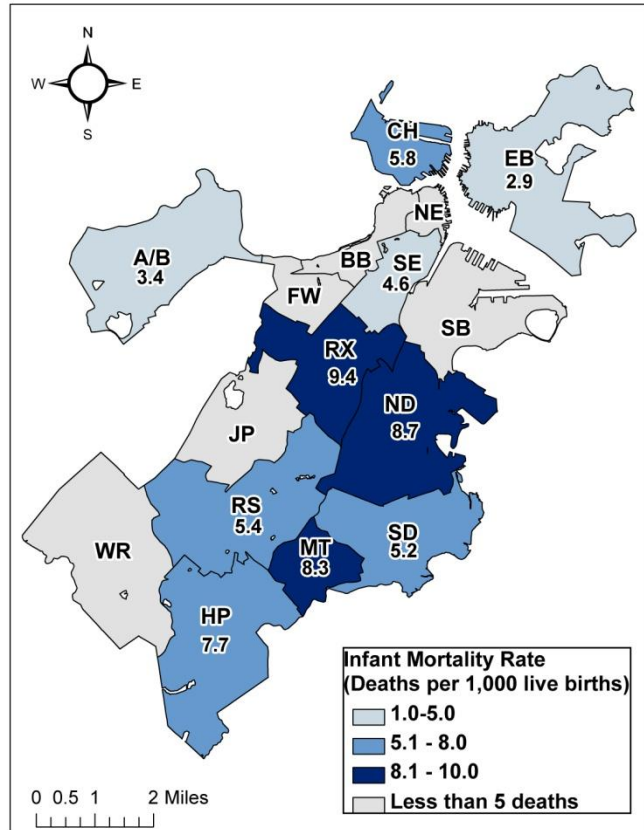 N
W E
S
CH
5.8
EB
2.9
NE
A/B
3.4
BB
SE
4.6
FW
SB
RX
9.4
ND
8.7
JP
RS
5.4
WR
MT
8.3
SD
5.2
HP
7.7
Infant Mortality Rate
(Deaths per 1,000 live births)
1.0-5.0
5.1 - 8.0
8.1 - 10.0
Less than 5 deaths
0 0.5 1 2 Miles